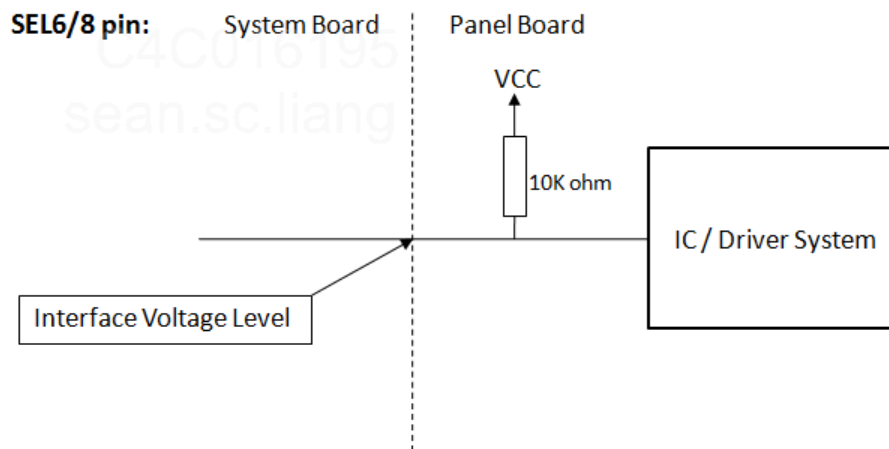 SEL6/8 pin: System Board Panel Board
C4C016195
sean.sc.liang
VCC
10K ohm
IC / Driver System
Interface Voltage Level